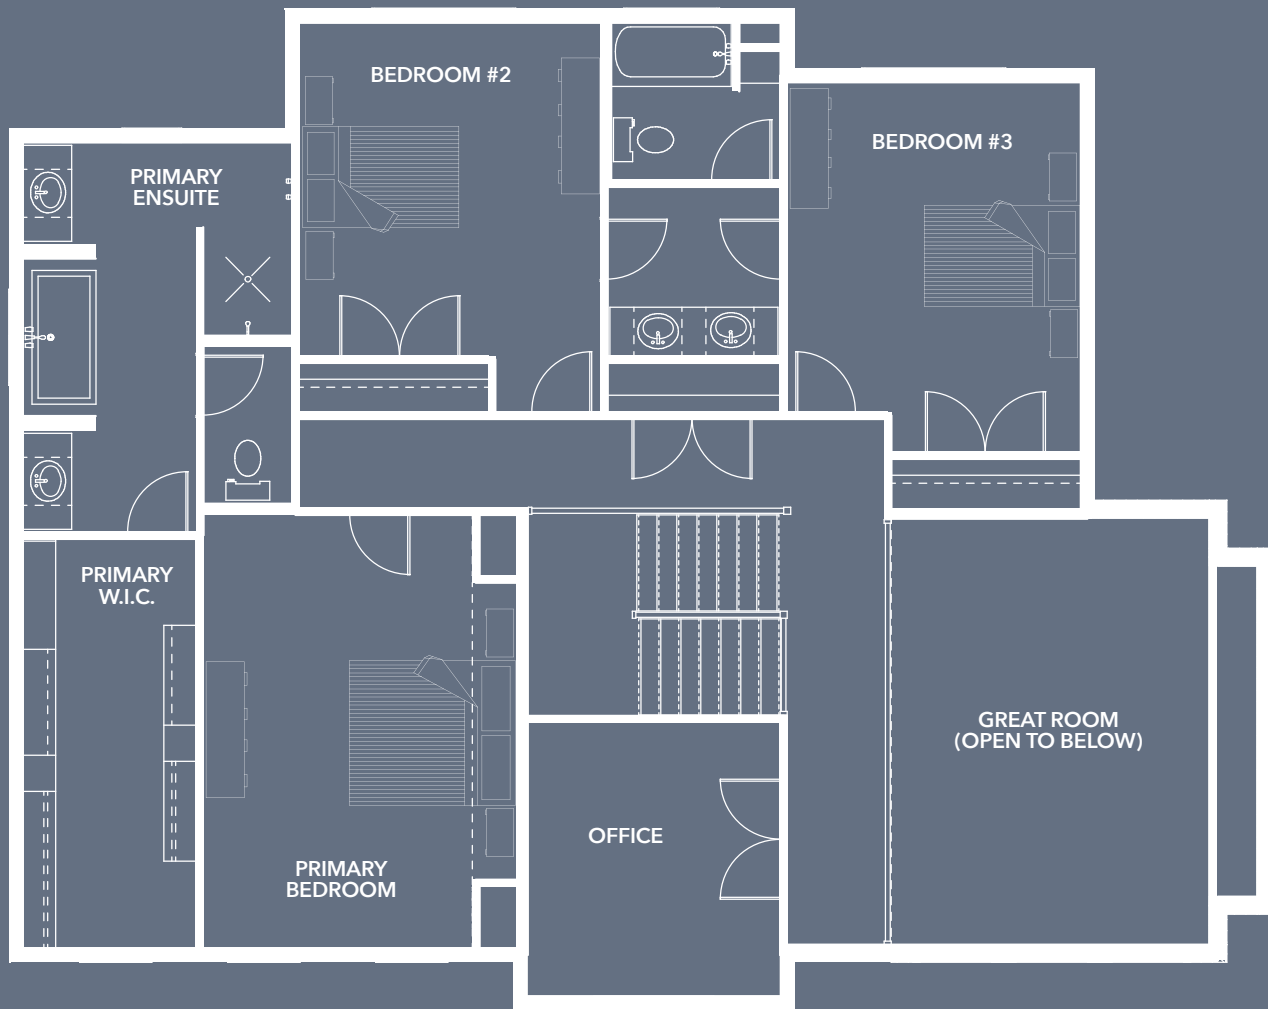 BEDROOM #2
BEDROOM #3
PRIMARY
ENSUITE
PRIMARY
W.I.C.
GREAT ROOM
(OPEN TO BELOW)
OFFICE
PRIMARY
BEDROOM